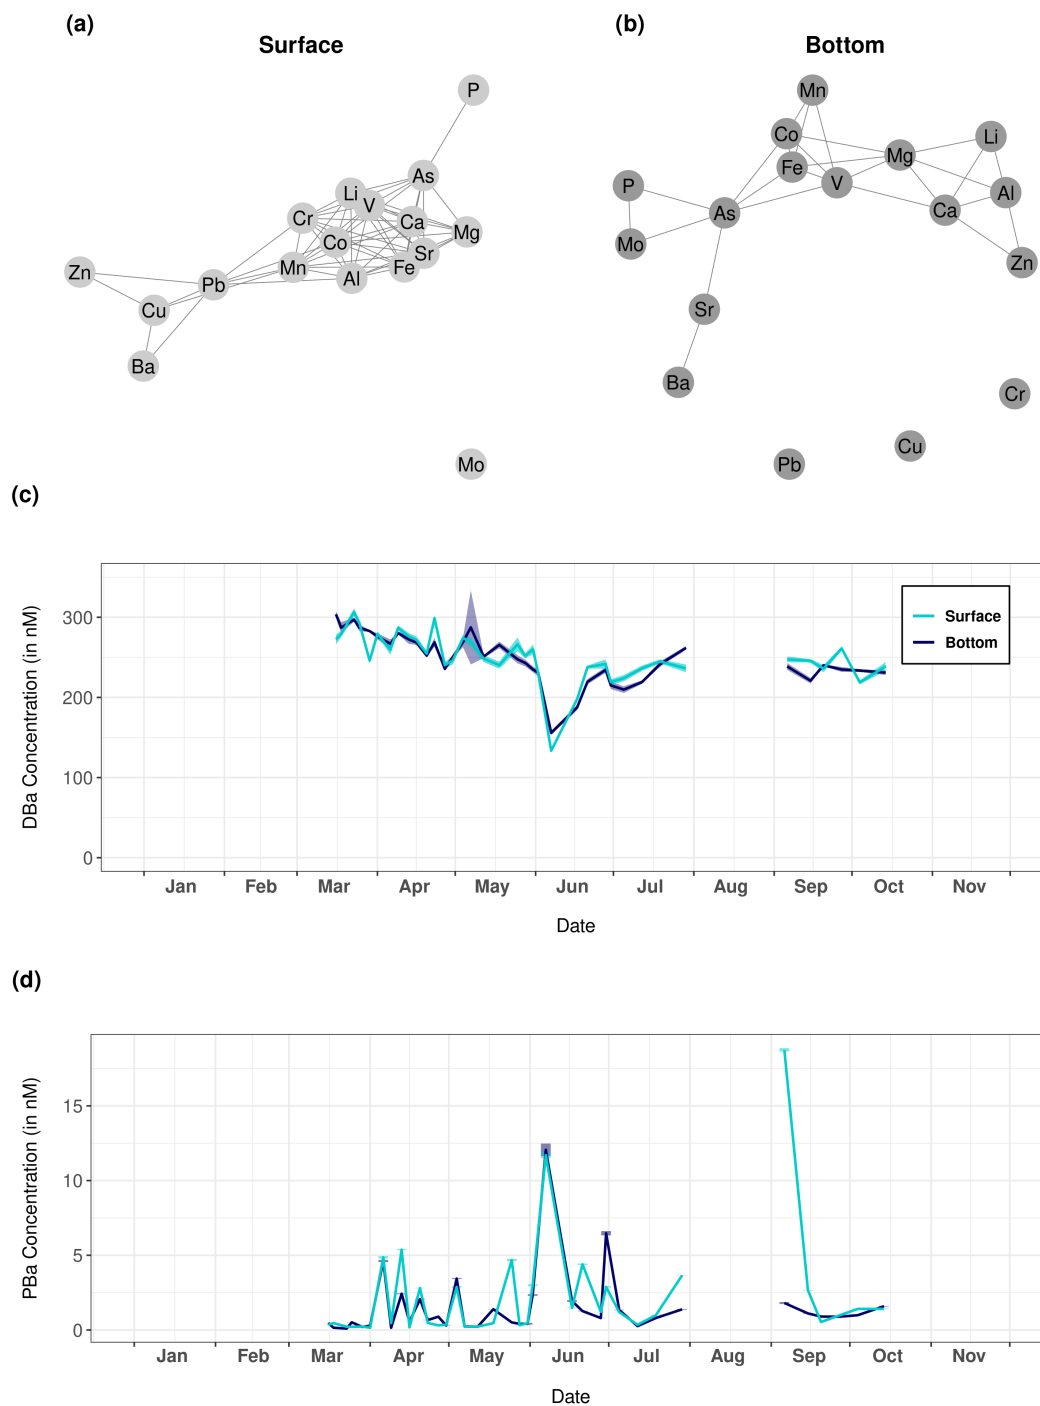 (a)
(b)
Surface
Bottom
P
As
Li
V
Cr
Ca
Mg
Co
Sr
Mn
Fe
Al
Zn
Pb
Cu
Ba
Mo
Mn
Co
Li
Mg
Fe
V
P
Al
As
Ca
Mo
Zn
Sr
Ba
Cr
Cu
Pb
(c)
DBa Concentration (in nM)
300
200
100
0
Surface
Bottom
Jan Feb Mar Apr May Jun Jul Aug Sep Oct Nov
Date
(d)
PBa Concentration (in nM)
15
10
5
0
Jan Feb Mar Apr May Jun Jul Aug Sep Oct Nov
Date